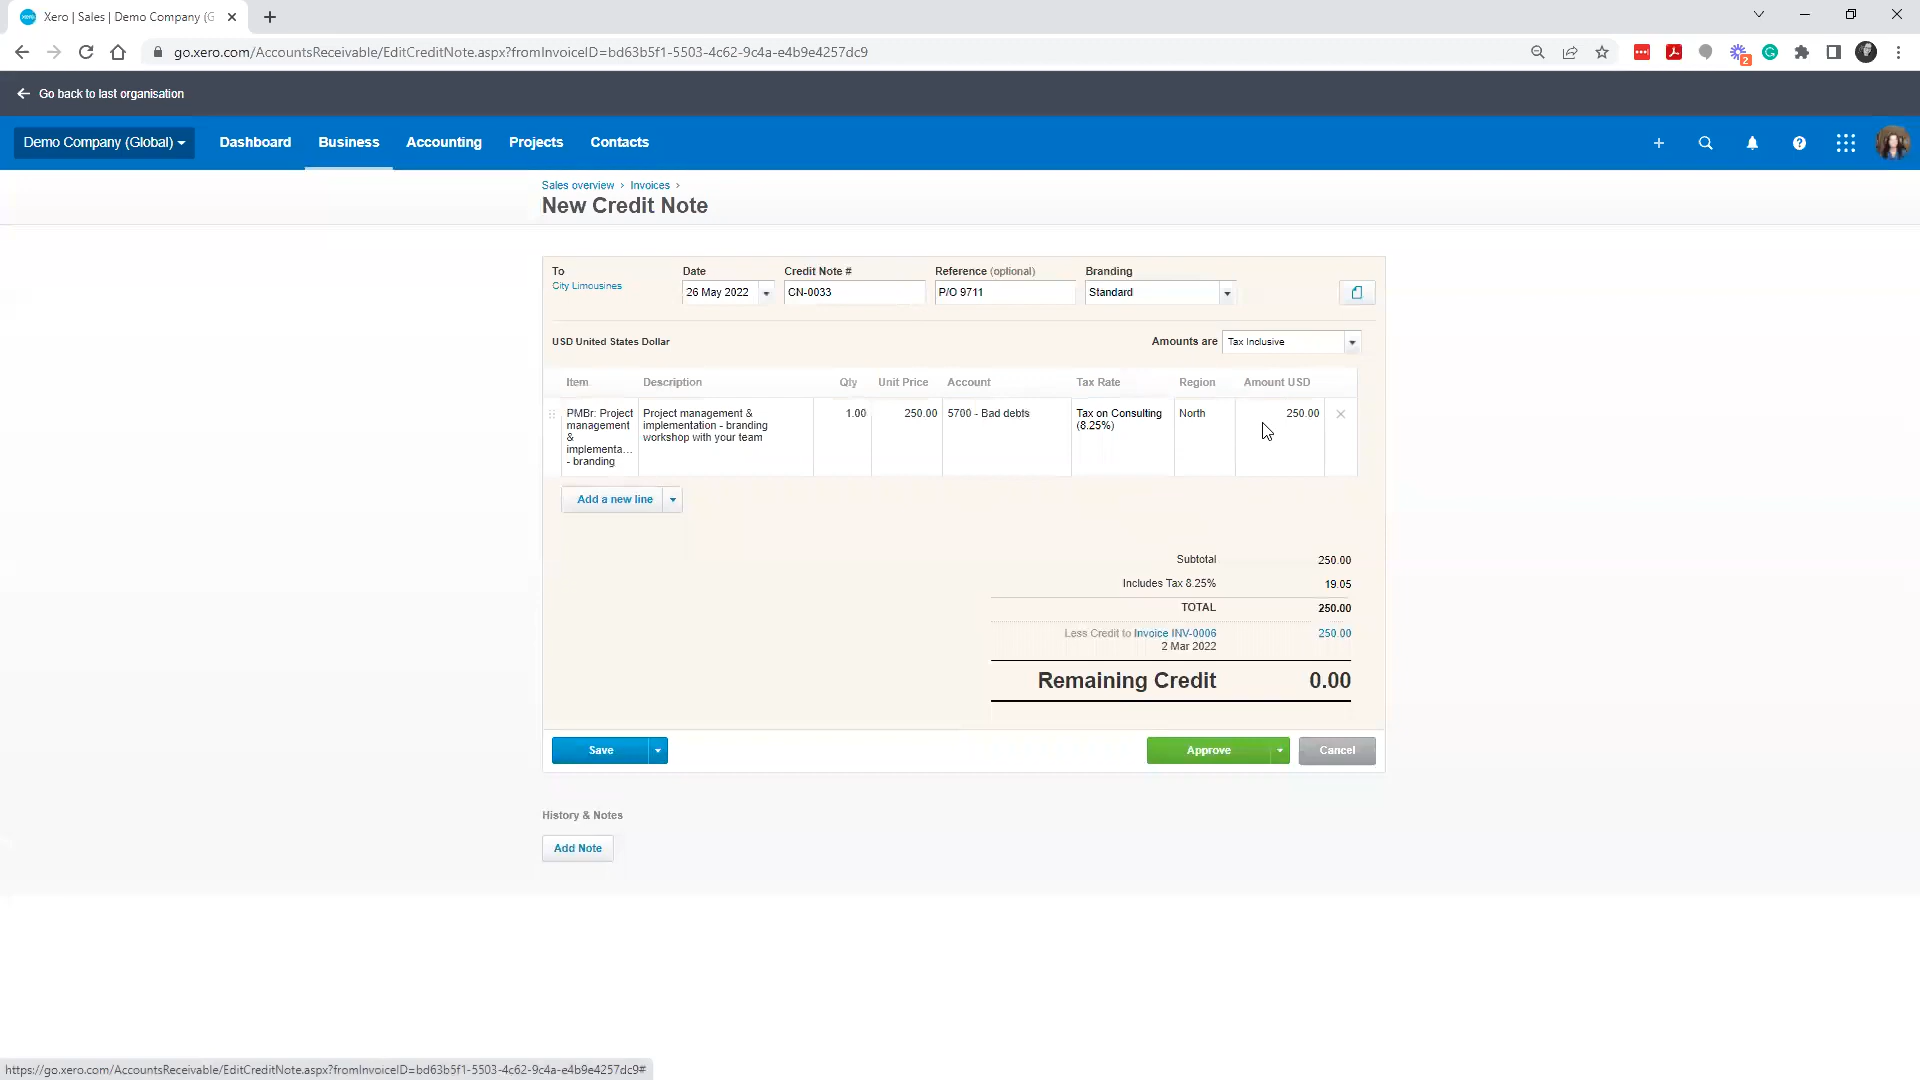 Xero | Sales | Demo Company (G
go.xero.com/AccountsReceivable/EditCreditNote.aspx?fromInvoiceID=bd63b5f1-5503-4c62-9c4a-e4b9e4257dc9
2
Go back to last organisation
Demo Company (Global) Dashboard Business Accounting Projects Contacts
Sales overview › Invoices ›
New Credit Note
To Date Credit Note # Reference (optional) Branding
City Limousines 26 May 2022 CN-0033 P/O 9711 Standard
USD United States Dollar Amounts are Tax Inclusive
Item Description Qty Unit Price Account Tax Rate Region Amount USD
PMBr: Project management & implementa... - branding
Project management & implementation - branding workshop with your team
1.00 250.00 5700 - Bad debts Tax on Consulting (8.25%) North 250.00
Add a new line
Subtotal 250.00
Includes Tax 8.25% 19.05
TOTAL 250.00
Less Credit to Invoice INV-0006 250.00
2 Mar 2022
Remaining Credit 0.00
Save Approve Cancel
History & Notes
Add Note
https://go.xero.com/AccountsReceivable/EditCreditNote.aspx?fromInvoiceID=bd63b5f1-5503-4c62-9c4a-e4b9e4257dc9#